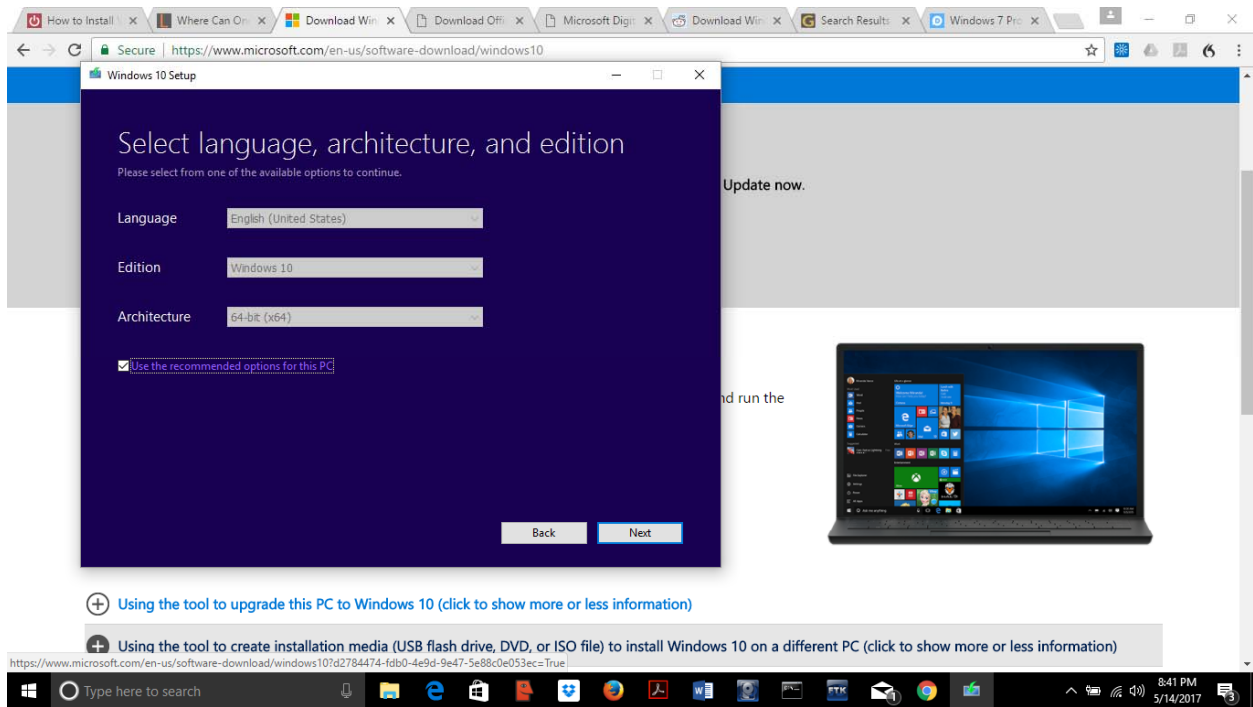 How to Install
Where Can On
Download Win
Download Offi
Microsoft Digit
Download Win
Search Results
Windows 7 Pro
Secure
https://www.microsoft.com/en-us/software-download/windows10
Windows 10 Setup
Select language, architecture, and edition
Please select from one of the available options to continue.
Update now.
Language English (United States)
Edition Windows 10
Architecture 64-bit (x64)
Use the recommended options for this PC
nd run the
Back Next
Using the tool to upgrade this PC to Windows 10 (click to show more or less information)
Using the tool to create installation media (USB flash drive, DVD, or ISO file) to install Windows 10 on a different PC (click to show more or less information)
https://www.microsoft.com/en-us/software-download/windows10?d2784474-fdb0-4e9d-9e47-5e88c0e053ec=True
Type here to search
FTK
1
8:41 PM
5/14/2017
3